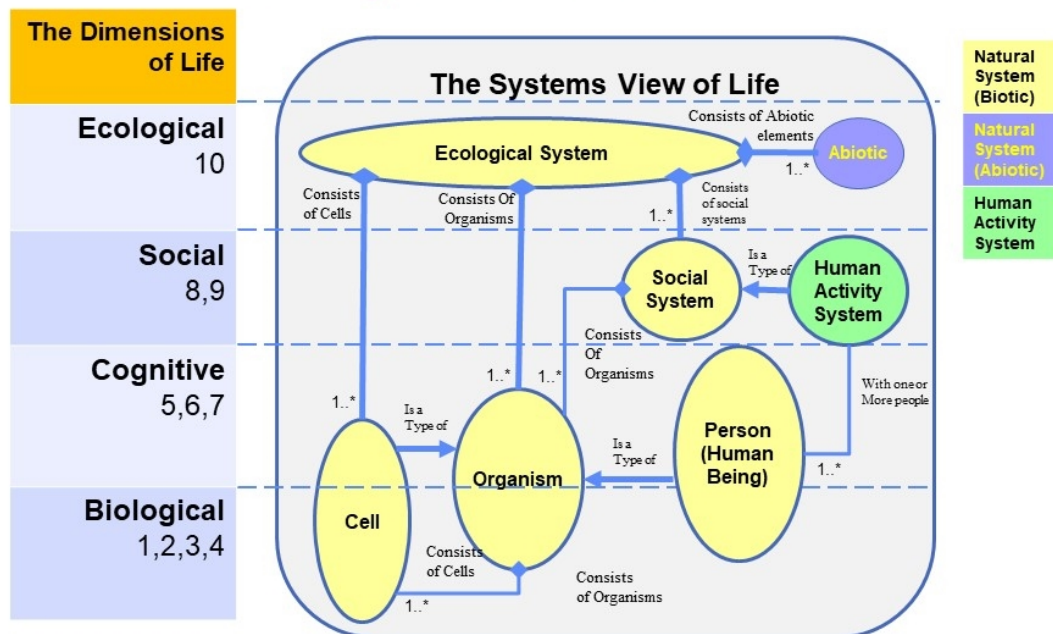 The Dimensions
of Life
Ecological
10
Social
8,9
Cognitive
5,6,7
Biological
1,2,3,4
The Systems View of Life
Consists of Abiotic
elements
Ecological System
Abiotic
1..*
Consists
of Cells
Consists Of
Organisms
Consists
of social
systems
1..*
Social
System
Is a
Type of
Human
Activity
System
Consists
Of
Organisms
1..*
1..*
1..*
With one or
More people
Is a
Type of
Person
(Human
Being)
Is a
Type of
1..*
Organism
Cell
Consists
of Cells
1..*
Consists
of Organisms
Natural
System
(Biotic)
Natural
System
(Abiotic)
Human
Activity
System